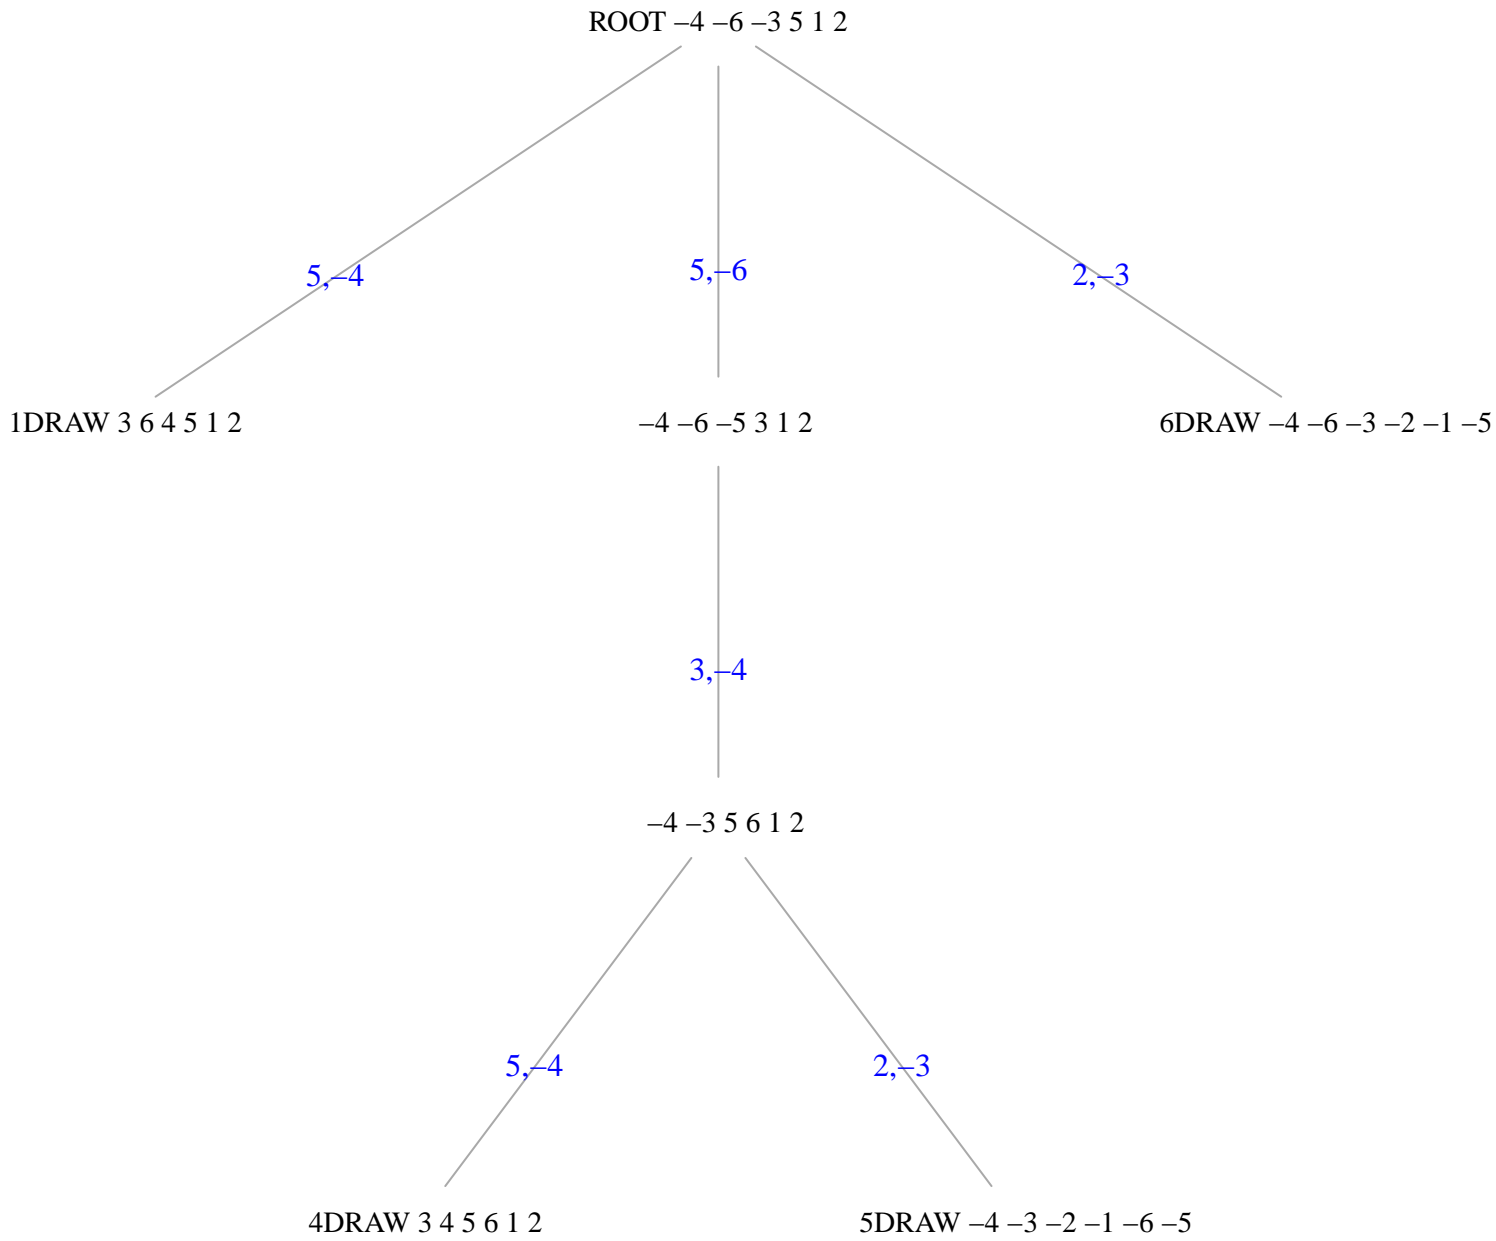 ROOT –4 –6 –3 5 1 2
5,–4
5,–6
2,–3
1DRAW 3 6 4 5 1 2
–4 –6 –5 3 1 2
6DRAW –4 –6 –3 –2 –1 –5
3,–4
–4 –3 5 6 1 2
5,–4
2,–3
4DRAW 3 4 5 6 1 2
5DRAW –4 –3 –2 –1 –6 –5